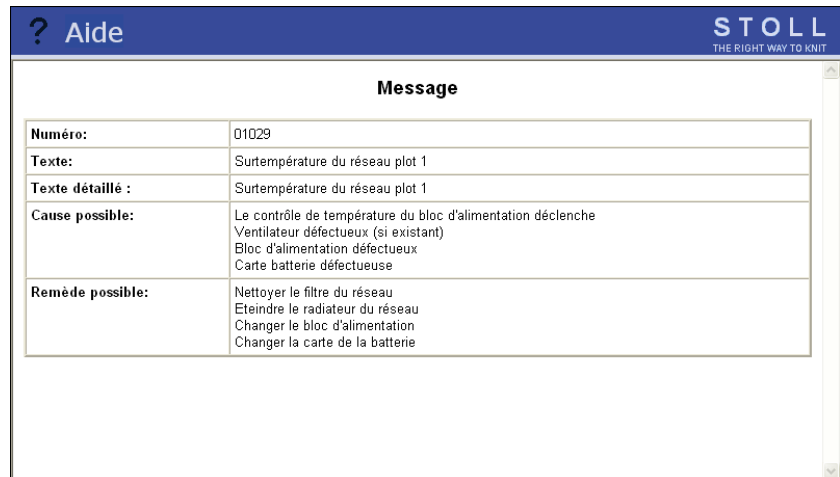 ? Aide
STOLL
THE RIGHT WAY TO KNIT
Message
Numéro: 01029
Texte: Surtempérature du réseau plot 1
Texte détaillé : Surtempérature du réseau plot 1
Cause possible: Le contrôle de température du bloc d'alimentation déclenche
Ventilateur défectueux (si existant)
Bloc d'alimentation défectueux
Carte batterie défectueuse
Remède possible: Nettoyer le filtre du réseau
Eteindre le radiateur du réseau
Changer le bloc d'alimentation
Changer la carte de la batterie